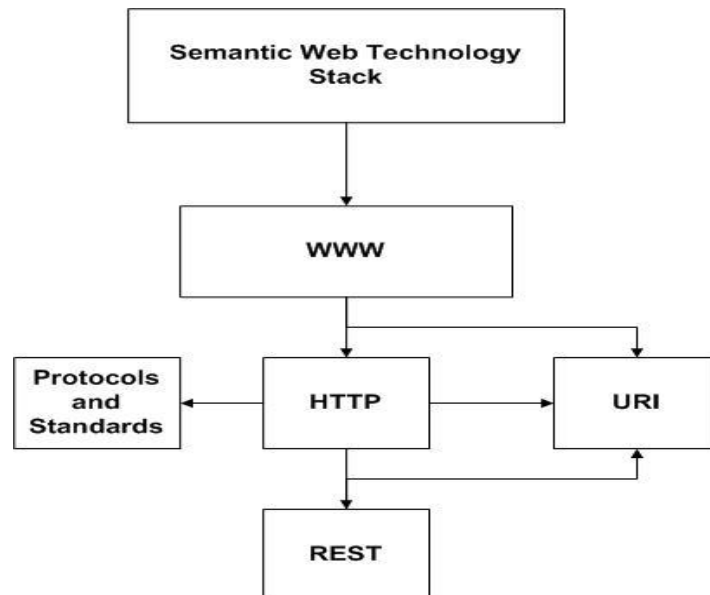 Semantic Web Technology
Stack
WWW
Protocols
and
Standards
HTTP
URI
REST